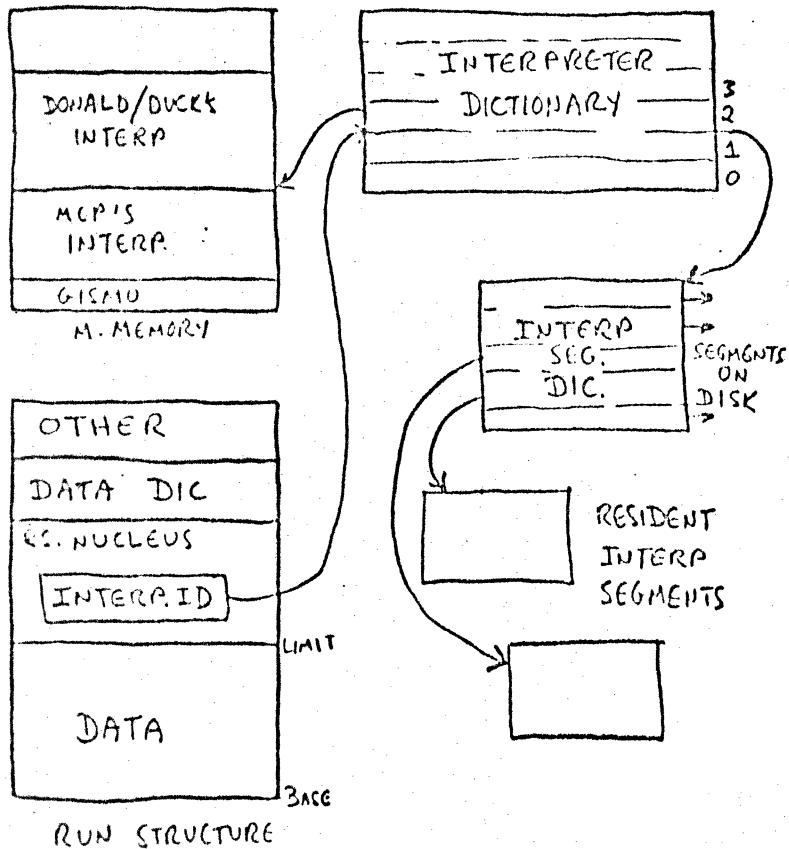 DONALD/DUCK'S
INTERP
MCP'S
INTERP.
GISMO
M. MEMORY
INTERPRETER
DICTIONARY
3
2
1
0
INTERP
SEG.
DIC.
SEGMENTS
ON
DISK
RESIDENT
INTERP
SEGMENTS
OTHER
DATA DIC
NUCLEUS
INTERP. ID
LIMIT
DATA
BASE
RUN STRUCTURE